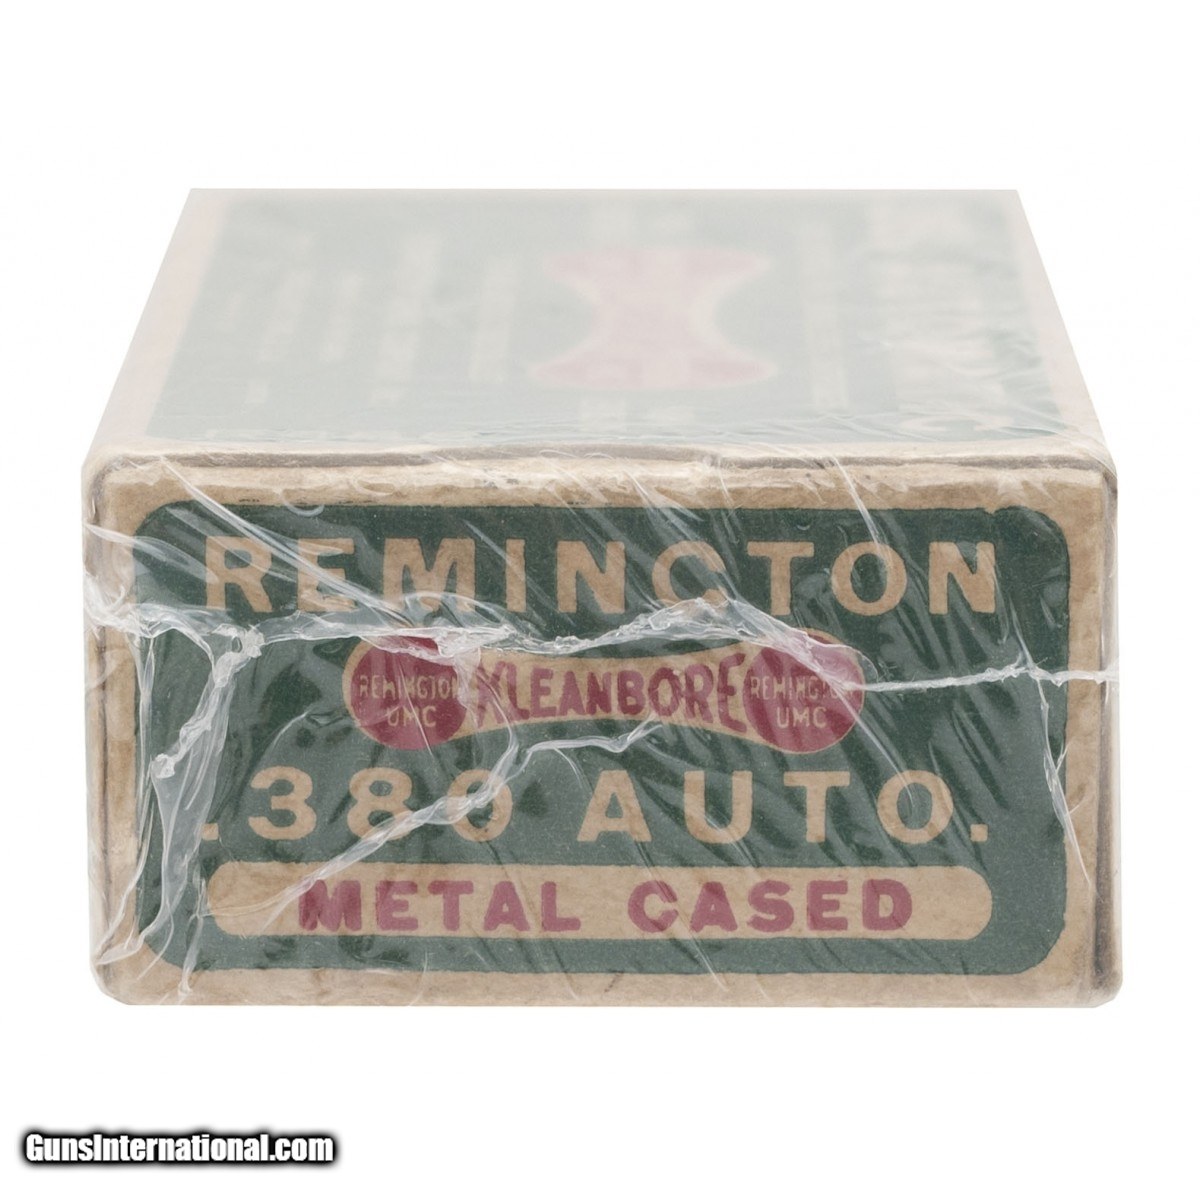 REMINGTON
REMINGTON UMC KLEANBORE REMINGTON UMC
.380 AUTO.
METAL CASED
GunsInternational.com